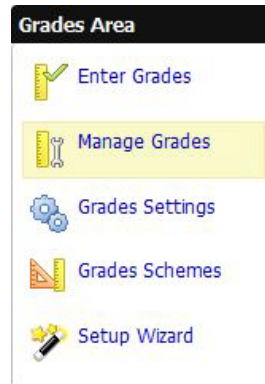 Grades Area
Enter Grades
Manage Grades
Grades Settings
Grades Schemes
Setup Wizard